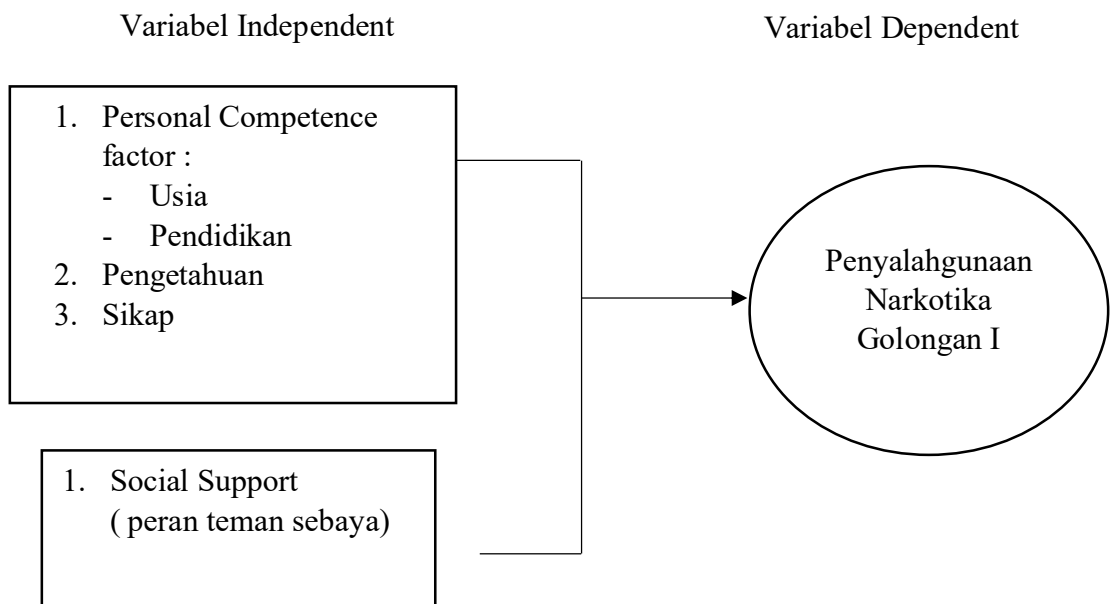 Variabel Independent
Variabel Dependent
1. Personal Competence
factor :
- Usia
- Pendidikan
2. Pengetahuan
3. Sikap
Penyalahgunaan
Narkotika
Golongan I
1. Social Support
( peran teman sebaya)